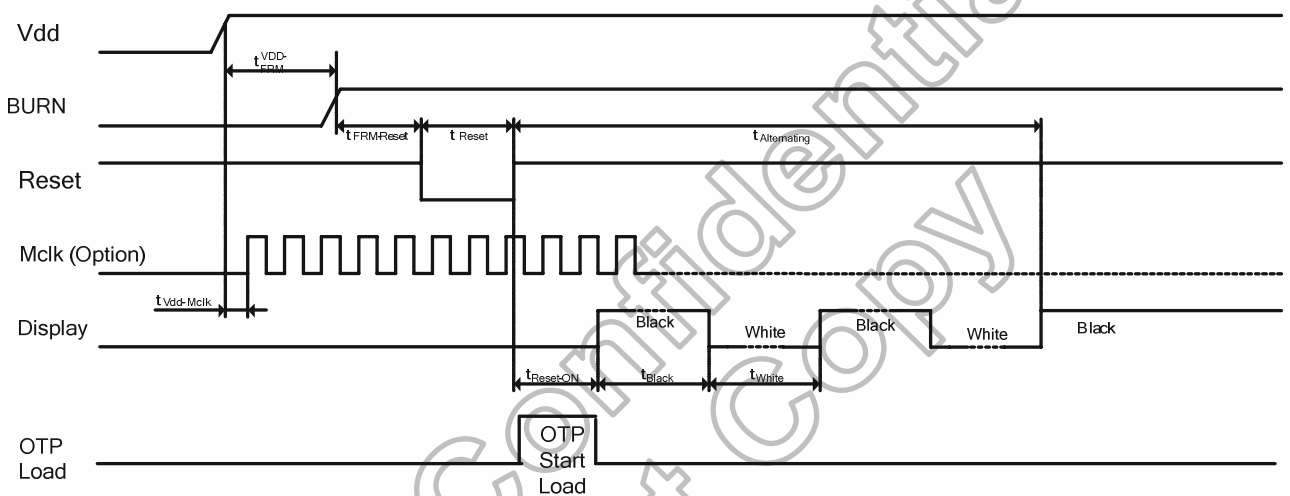 Vdd
t VDD-FRM
BURN
t FRM-Reset
t Reset
t Alternating
Reset
Mclk (Option)
t Vdd-Mclk
Display
Black
White
Black
White
Black
t Reset-ON
t Black
t White
OTP
Load
OTP
Start
Load
Confidential
Copy